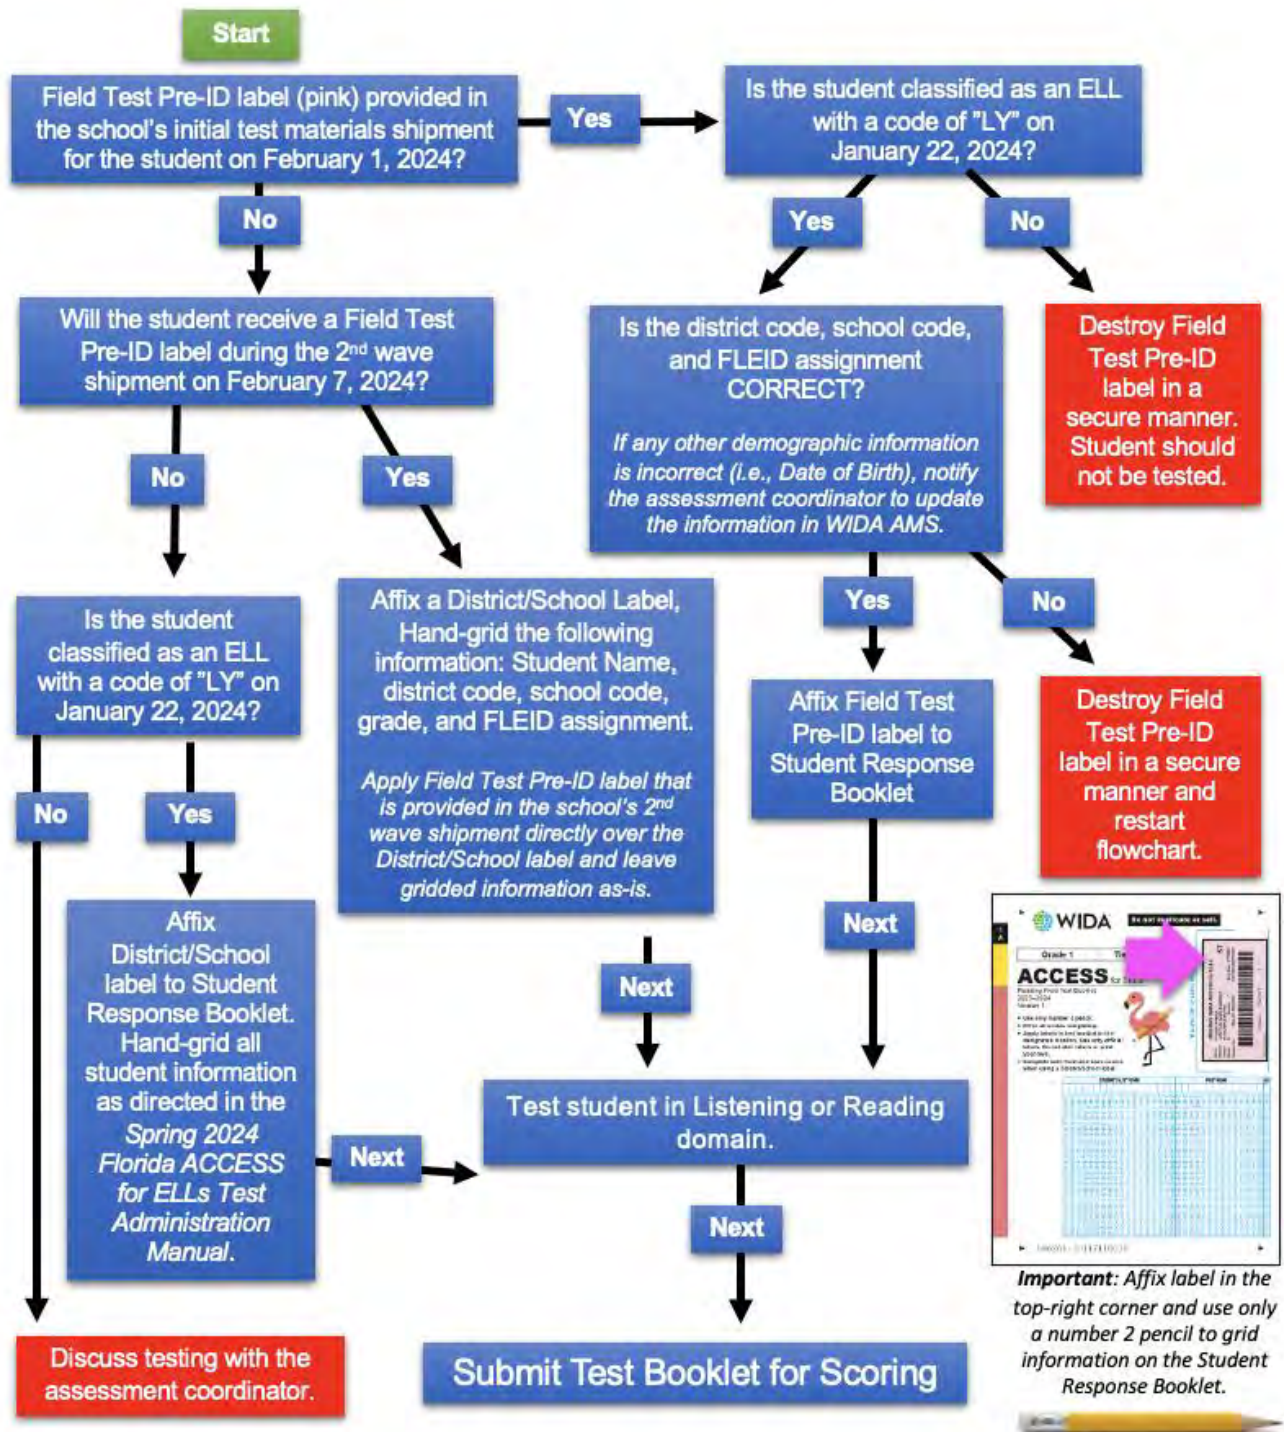 Start
Field Test Pre-ID label (pink) provided in
the school's initial test materials shipment
for the student on February 1, 2024?
Yes
Is the student classified as an ELL
with a code of "LY" on
January 22, 2024?
No
Yes
No
Will the student receive a Field Test
Pre-ID label during the 2nd wave
shipment on February 7, 2024?
Is the district code, school code,
and FLEID assignment
CORRECT?
If any other demographic information
is incorrect (i.e., Date of Birth), notify
the assessment coordinator to update
the information in WIDA AMS.
Destroy Field
Test Pre-ID
label in a
secure manner.
Student should
not be tested.
No
Yes
Yes
No
Is the student
classified as an ELL
with a code of "LY" on
January 22, 2024?
Affix a District/School Label,
Hand-grid the following
information: Student Name,
district code, school code,
grade, and FLEID assignment.
Apply Field Test Pre-ID label that
is provided in the school's 2nd
wave shipment directly over the
District/School label and leave
gridded information as-is.
Affix Field Test
Pre-ID label to
Student Response
Booklet
Destroy Field
Test Pre-ID
label in a secure
manner and
restart
flowchart.
No
Yes
Affix
District/School
label to Student
Response Booklet.
Hand-grid all
student information
as directed in the
Spring 2024
Florida ACCESS
for ELLs Test
Administration
Manual.
Next
Next
WIDA
Grade 1
ACCESS for
Test student in Listening or Reading
domain.
Next
Next
Important: Affix label in the
top-right corner and use only
a number 2 pencil to grid
information on the Student
Response Booklet.
Discuss testing with the
assessment coordinator.
Submit Test Booklet for Scoring